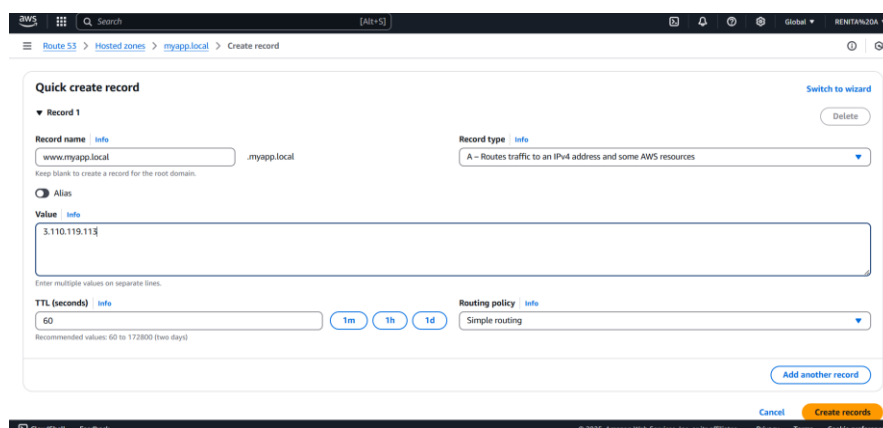 aws Search [Alt+S] Global RENITA%20A
Route 53 > Hosted zones > myapp.local > Create record
Quick create record Switch to wizard
Record 1 Delete
Record name Info Record type Info
www.myapp.local .myapp.local A – Routes traffic to an IPv4 address and some AWS resources
Keep blank to create a record for the root domain.
Alias
Value Info
3.110.119.113
Enter multiple values on separate lines.
TTL (seconds) Info Routing policy Info
60 1m 1h 1d Simple routing
Recommended values: 60 to 172800 (two days)
Add another record
Cancel Create records